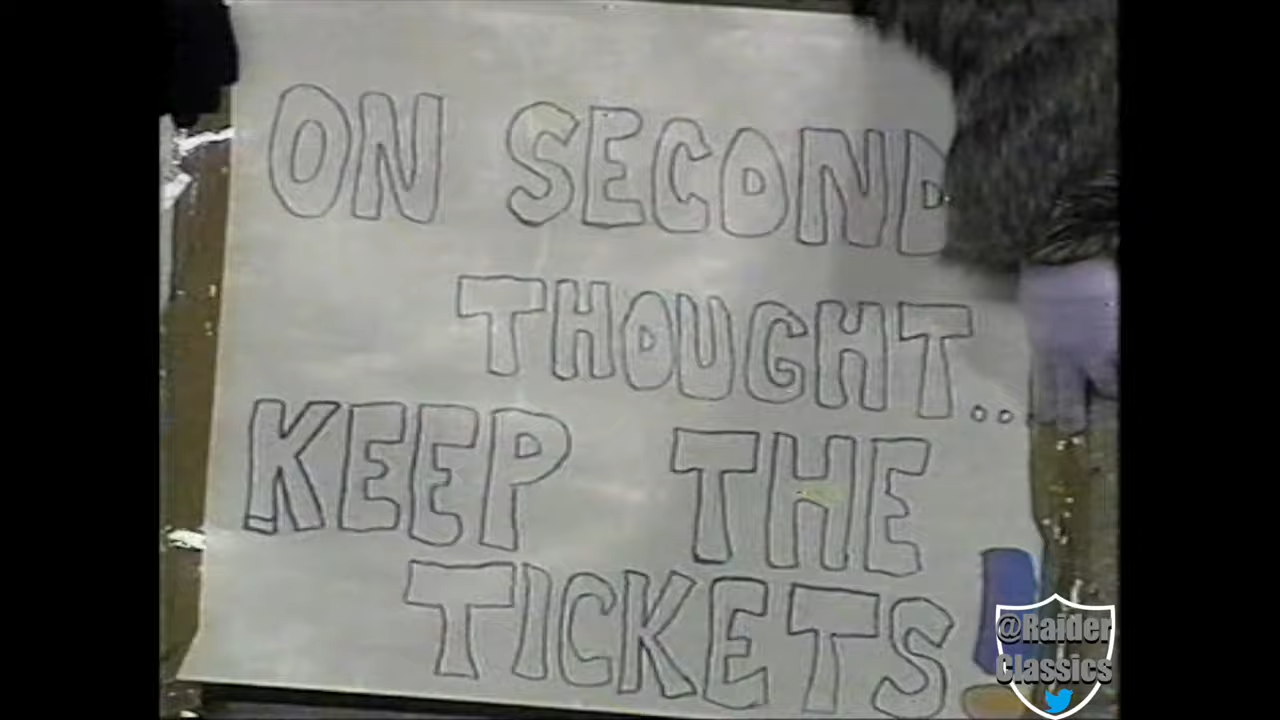 ON SECOND
THOUGHT..
KEEP THE
TICKETS!
@Raider
Classics